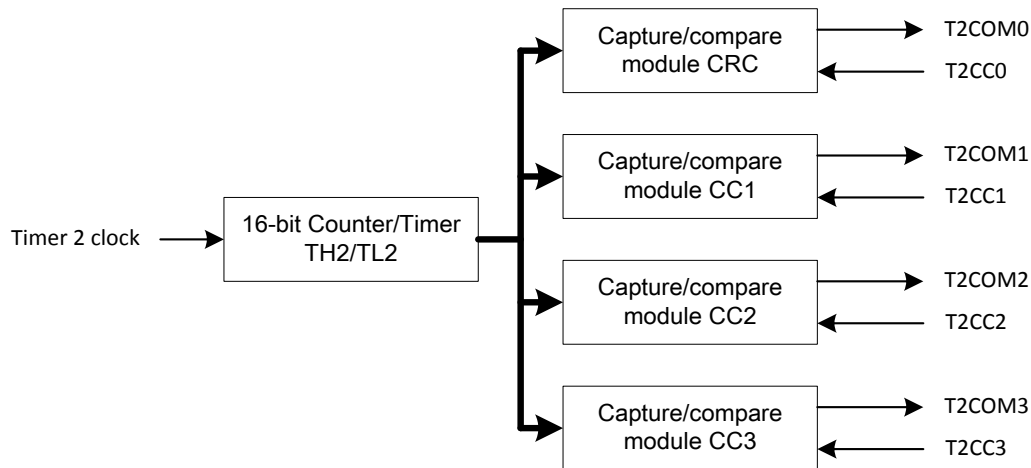 Capture/compare
module CRC
T2COM0
T2CC0
Capture/compare
module CC1
T2COM1
T2CC1
Timer 2 clock
16-bit Counter/Timer
TH2/TL2
Capture/compare
module CC2
T2COM2
T2CC2
Capture/compare
module CC3
T2COM3
T2CC3